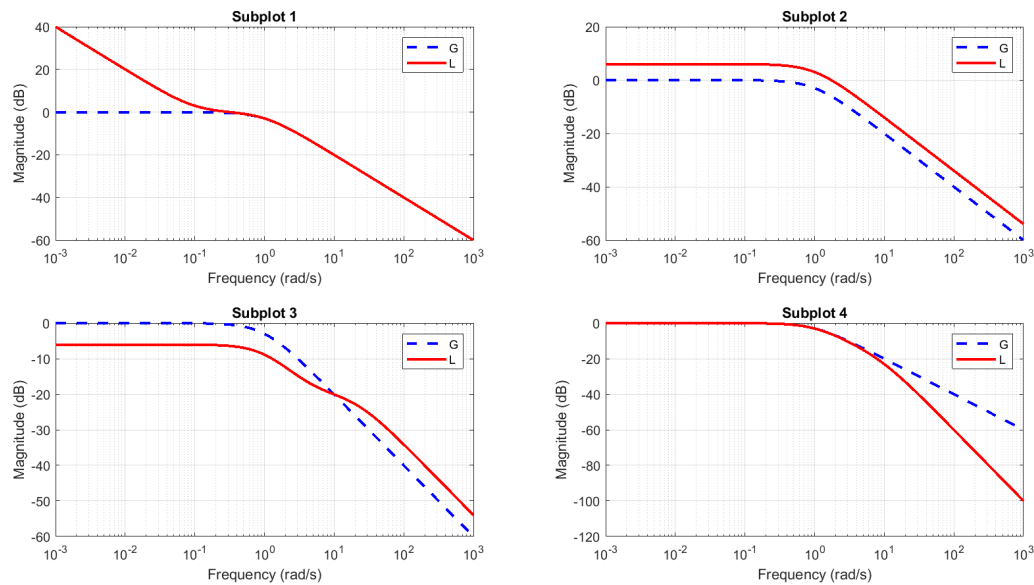 Subplot 1
Magnitude (dB)
40
20
0
-20
-40
-60
G
L
10-3
10-2
10-1
100
101
102
103
Frequency (rad/s)
Subplot 2
Magnitude (dB)
20
0
-20
-40
-60
G
L
10-3
10-2
10-1
100
101
102
103
Frequency (rad/s)
Subplot 3
Magnitude (dB)
0
-10
-20
-30
-40
-50
-60
G
L
10-3
10-2
10-1
100
101
102
103
Frequency (rad/s)
Subplot 4
Magnitude (dB)
0
-20
-40
-60
-80
-100
-120
G
L
10-3
10-2
10-1
100
101
102
103
Frequency (rad/s)